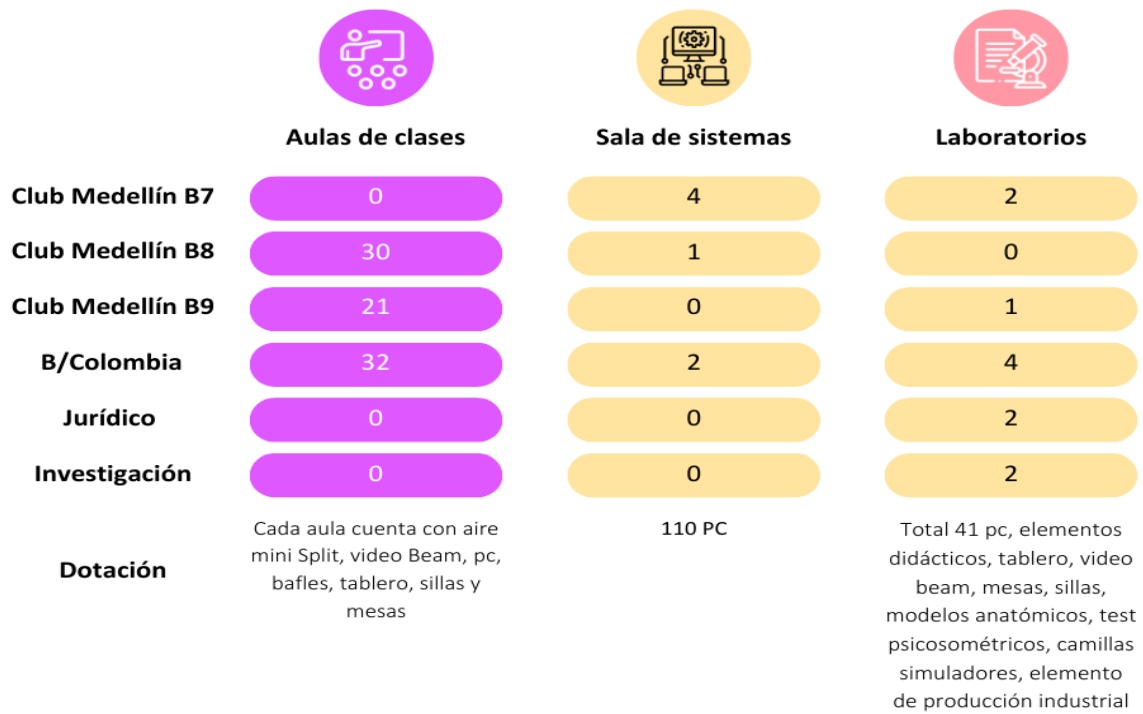 Aulas de clases Sala de sistemas Laboratorios
Club Medellín B7 0 4 2
Club Medellín B8 30 1 0
Club Medellín B9 21 0 1
B/Colombia 32 2 4
Jurídico 0 0 2
Investigación 0 0 2
Dotación
Cada aula cuenta con aire
mini Split, video Beam, pc,
bafles, tablero, sillas y
mesas
110 PC
Total 41 pc, elementos
didácticos, tablero, video
beam, mesas, sillas,
modelos anatómicos, test
psicosométricos, camillas
simuladores, elemento
de producción industrial